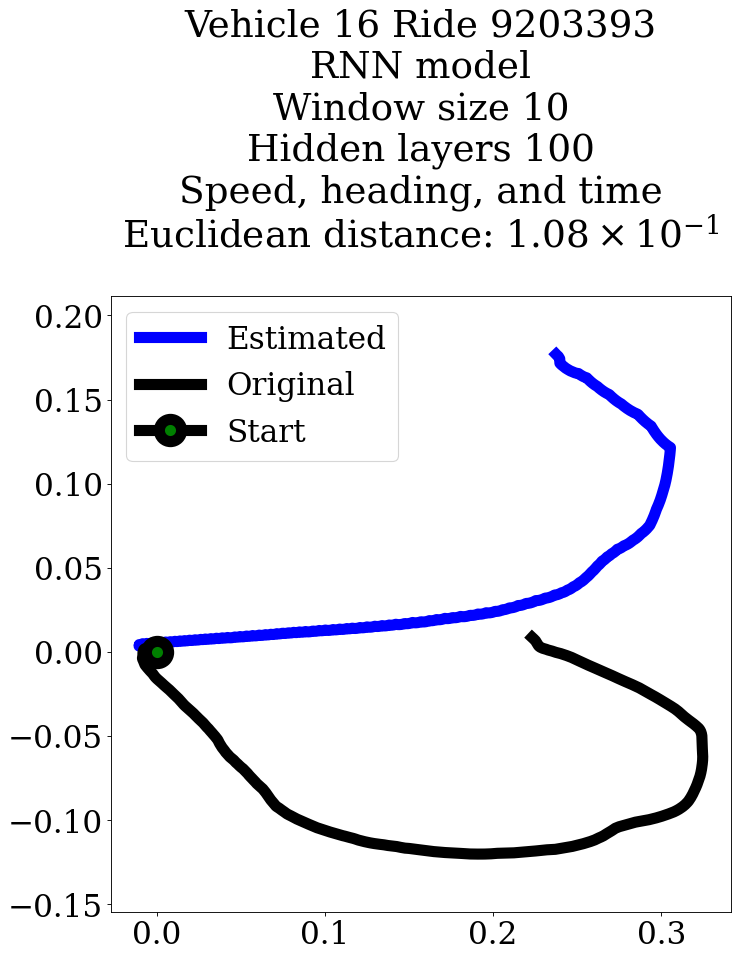 Vehicle 16 Ride 9203393
RNN model
Window size 10
Hidden layers 100
Speed, heading, and time
Euclidean distance: 1.08 × 10⁻¹
Estimated
Original
Start
0.20
0.15
0.10
0.05
0.00
−0.05
−0.10
−0.15
0.0 0.1 0.2 0.3